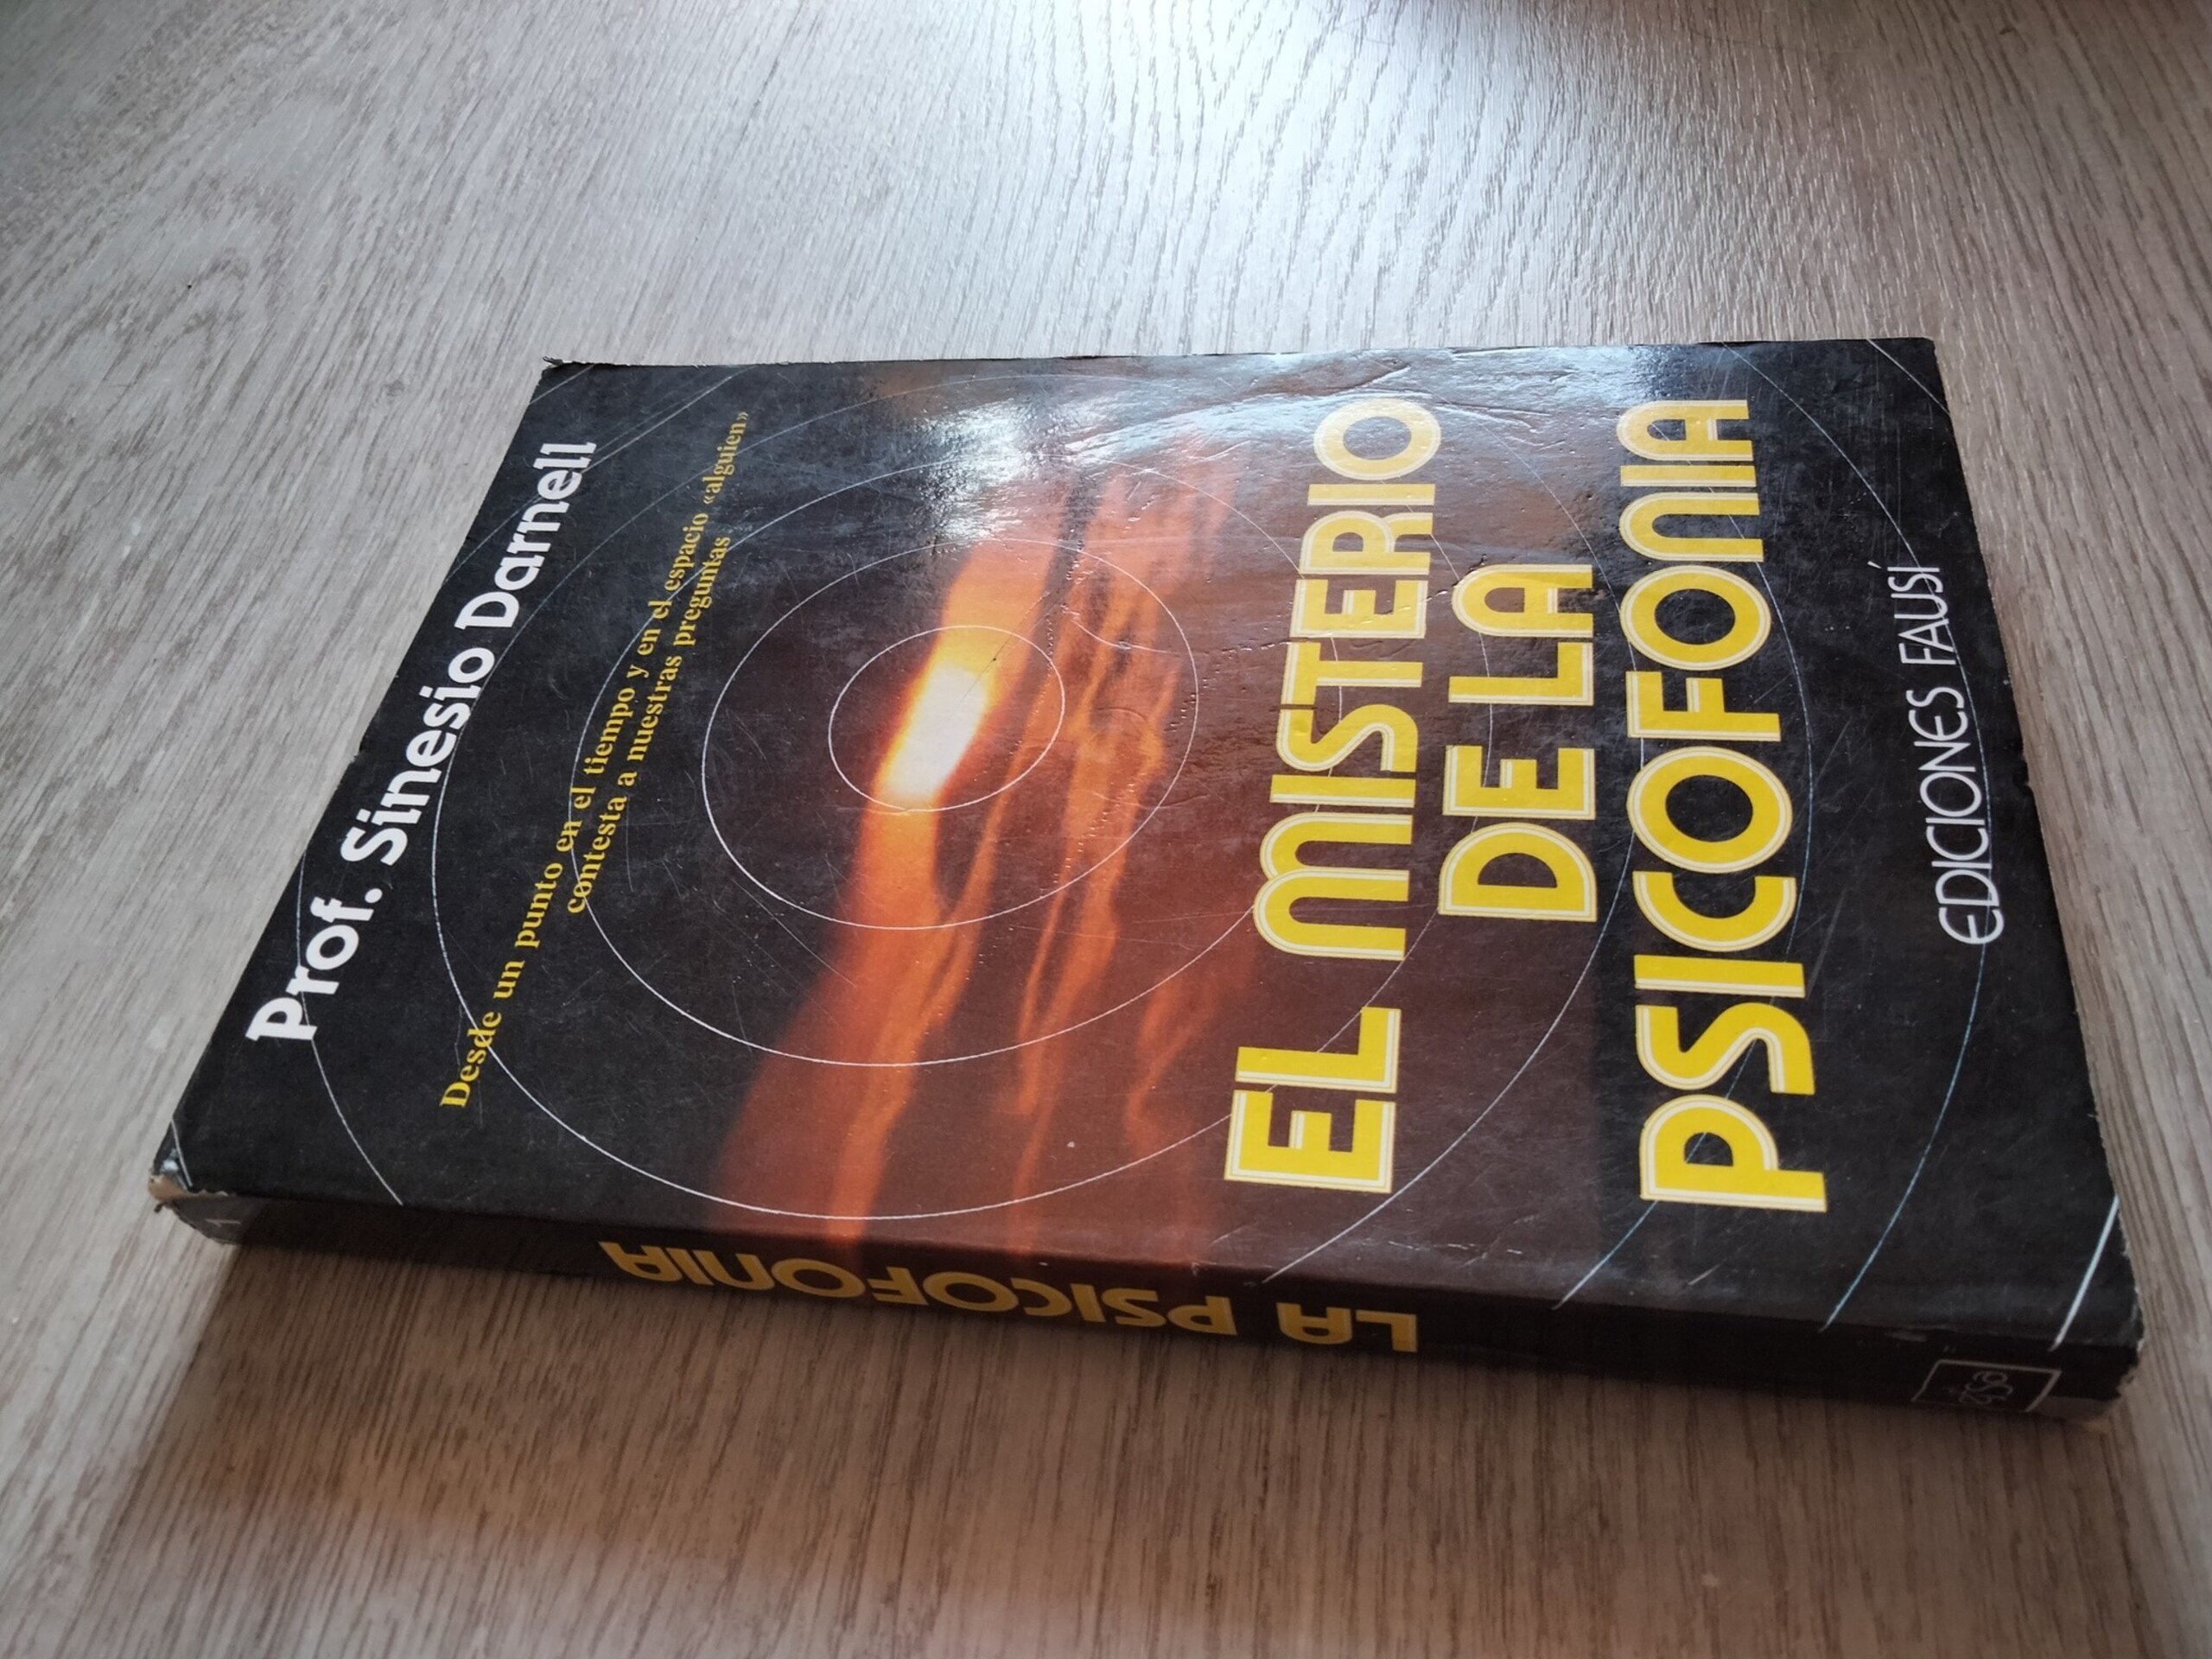 Prof. Sinesio Darnell
Desde un punto en el tiempo y en el espacio «alguien»
contesta a nuestras preguntas
EL MISTERIO
DE LA
PSICOFONIA
EDICIONES FAUSÍ
LA PSICOFONIA